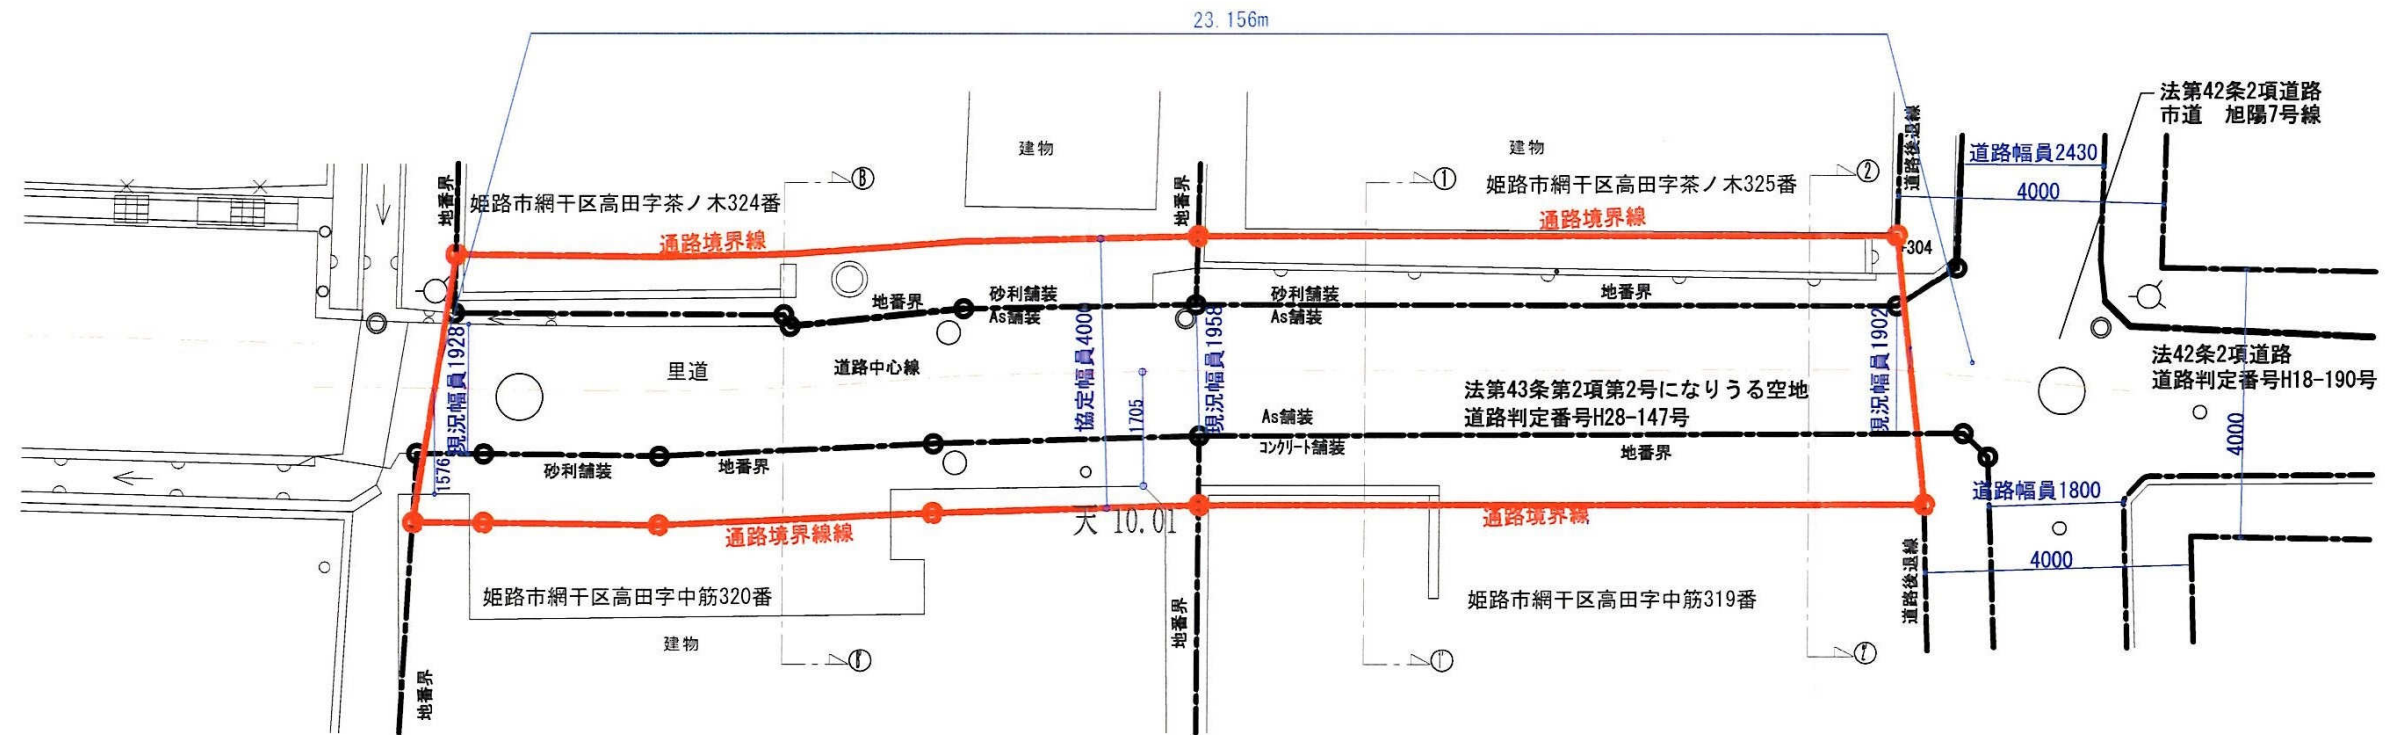 23.156m
法第42条2項道路
市道 旭陽7号線
道路後退線
道路幅員2430
4000
建物
建物
地番界
地番界
姫路市網干区高田字茶ノ木324番
B
1
姫路市網干区高田字茶ノ木325番
2
通路境界線
通路境界線
304
地番界
砂利舗装
As舗装
砂利舗装
As舗装
地番界
現況幅員1928
里道
道路中心線
協定幅員4000
1705
現況幅員1958
法第43条第2項第2号になりうる空地
道路判定番号H28-147号
現況幅員1902
法42条2項道路
道路判定番号H18-190号
4000
As舗装
コンクリート舗装
地番界
1576
砂利舗装
地番界
道路幅員1800
通路境界線線
天 10.01
通路境界線
4000
道路後退線
姫路市網干区高田字中筋320番
姫路市網干区高田字中筋319番
地番界
建物
地番界